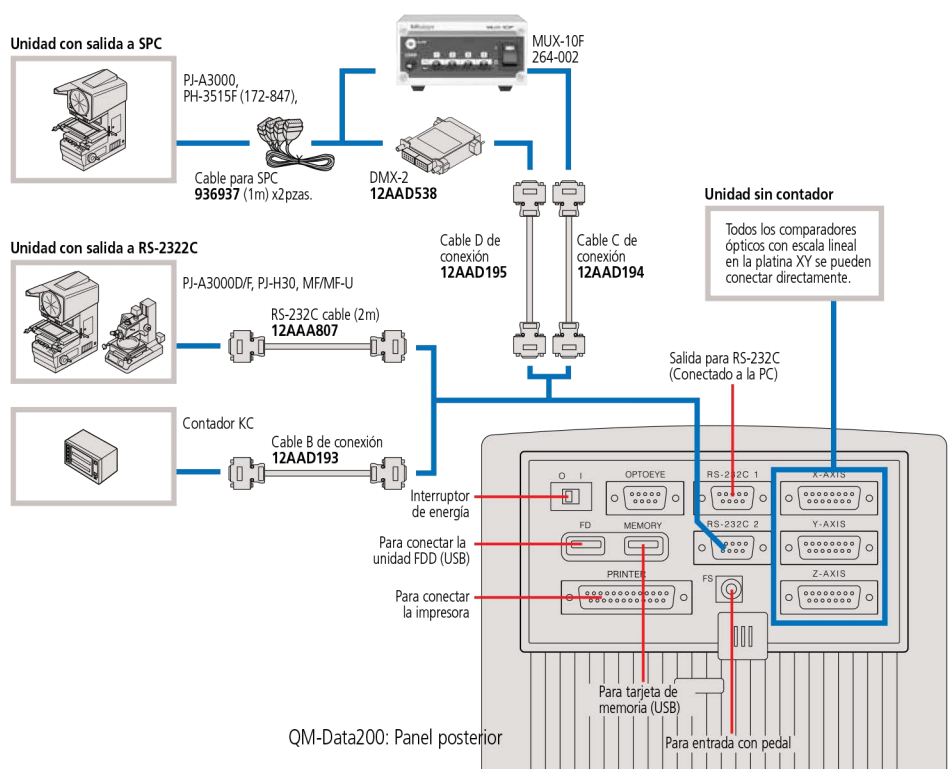 Unidad con salida a SPC
PJ-A3000,
PH-3515F (172-847),
Cable para SPC
936937 (1m) x2pzas.
MUX-10F
MUX-10F
264-002
DMX-2
12AAD538
Cable D de
conexión
12AAD195
Cable C de
conexión
12AAD194
Unidad sin contador
Todos los comparadores
ópticos con escala lineal
en la platina XY se pueden
conectar directamente.
Unidad con salida a RS-2322C
PJ-A3000D/F, PJ-H30, MF/MF-U
RS-232C cable (2m)
12AAA807
Contador KC
Cable B de conexión
12AAD193
Salida para RS-232C
(Conectado a la PC)
Interruptor
de energía
Para conectar la
unidad FDD (USB)
Para conectar
la impresora
O I
OPTOEYE
RS-232C 1
X-AXIS
FD
MEMORY
RS-232C 2
Y-AXIS
PRINTER
FS
Z-AXIS
Para tarjeta de
memoria (USB)
Para entrada con pedal
QM-Data200: Panel posterior